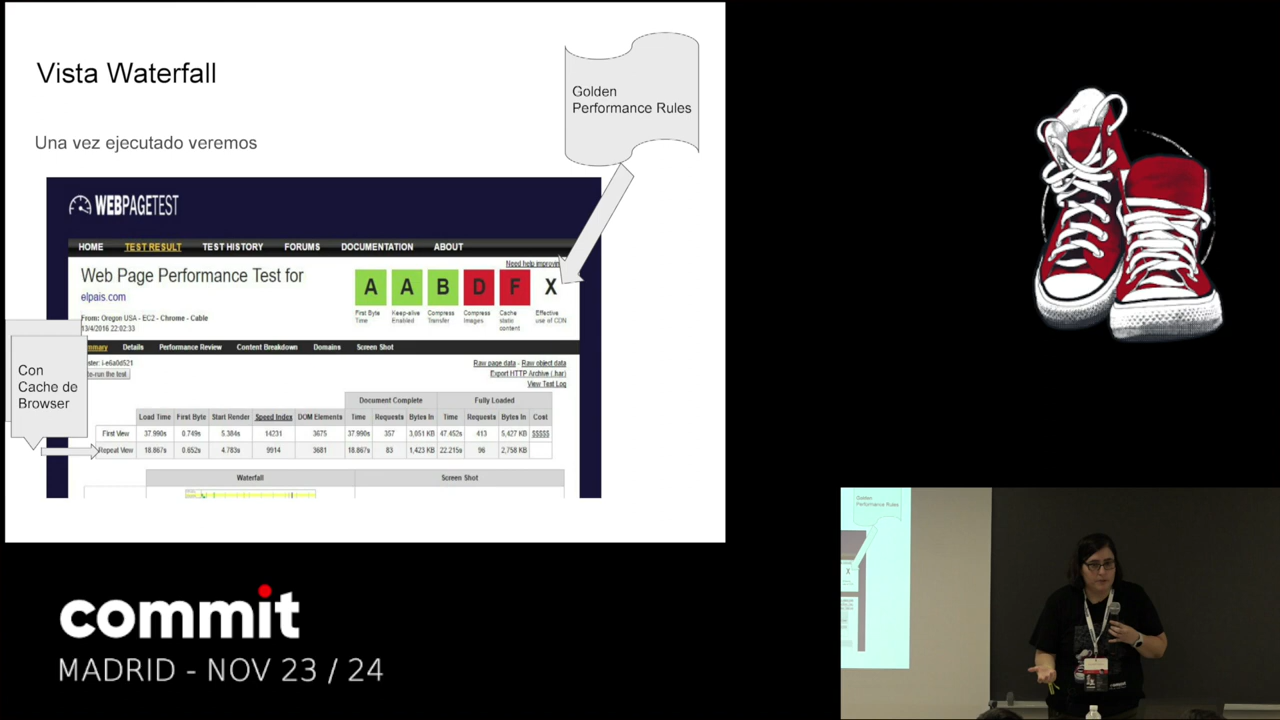 Vista Waterfall
Una vez ejecutado veremos
Golden
Performance Rules
WEBPAGETEST
HOME TEST RESULT TEST HISTORY FORUMS DOCUMENTATION ABOUT
Need help improvin
Web Page Performance Test for
elpais.com
From: Oregon USA - EC2 - Chrome - Cable
13/4/2016 22:02:33
A A B D F X
First Byte
Time
Keep-alive
Enabled
Compress
Transfer
Compress
Images
Cache
static
content
Effective
use of CDN
Con
Cache de
Browser
mmary Details Performance Review Content Breakdown Domains Screen Shot
ster: i-e6a0d521
e-run the test
Raw page data - Raw object data
Export HTTP Archive (.har)
View Test Log
Document Complete Fully Loaded
Load Time First Byte Start Render Speed Index DOM Elements Time Requests Bytes In Time Requests Bytes In Cost
First View 37.990s 0.749s 5.384s 14231 3675 37.990s 357 3,051 KB 47.452s 413 5,427 KB $$$$$
Repeat View 18.867s 0.652s 4.783s 9914 3681 18.867s 83 1,423 KB 22.215s 96 2,758 KB
Waterfall Screen Shot
commit
MADRID - NOV 23 / 24
Golden
Performance Rules
X